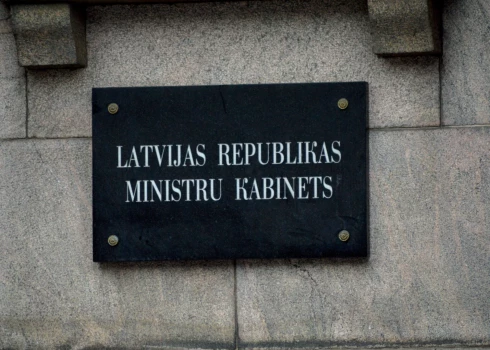 LATVIJAS REPUBLIKAS
MINISTRU KABINETS